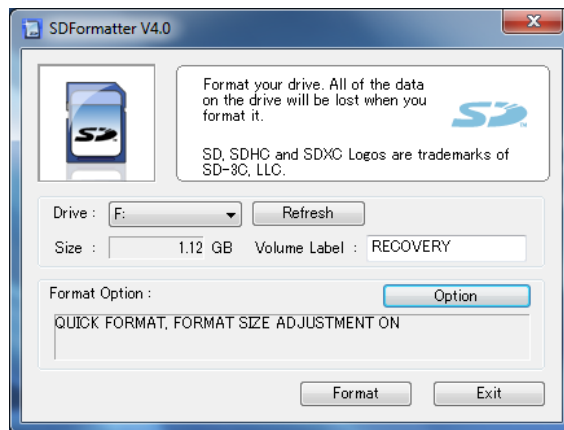 SDFormatter V4.0
Format your drive. All of the data
on the drive will be lost when you
format it.
SD, SDHC and SDXC Logos are trademarks of
SD-3C, LLC.
Drive : F: Refresh
Size : 1.12 GB Volume Label : RECOVERY
Format Option : Option
QUICK FORMAT, FORMAT SIZE ADJUSTMENT ON
Format Exit